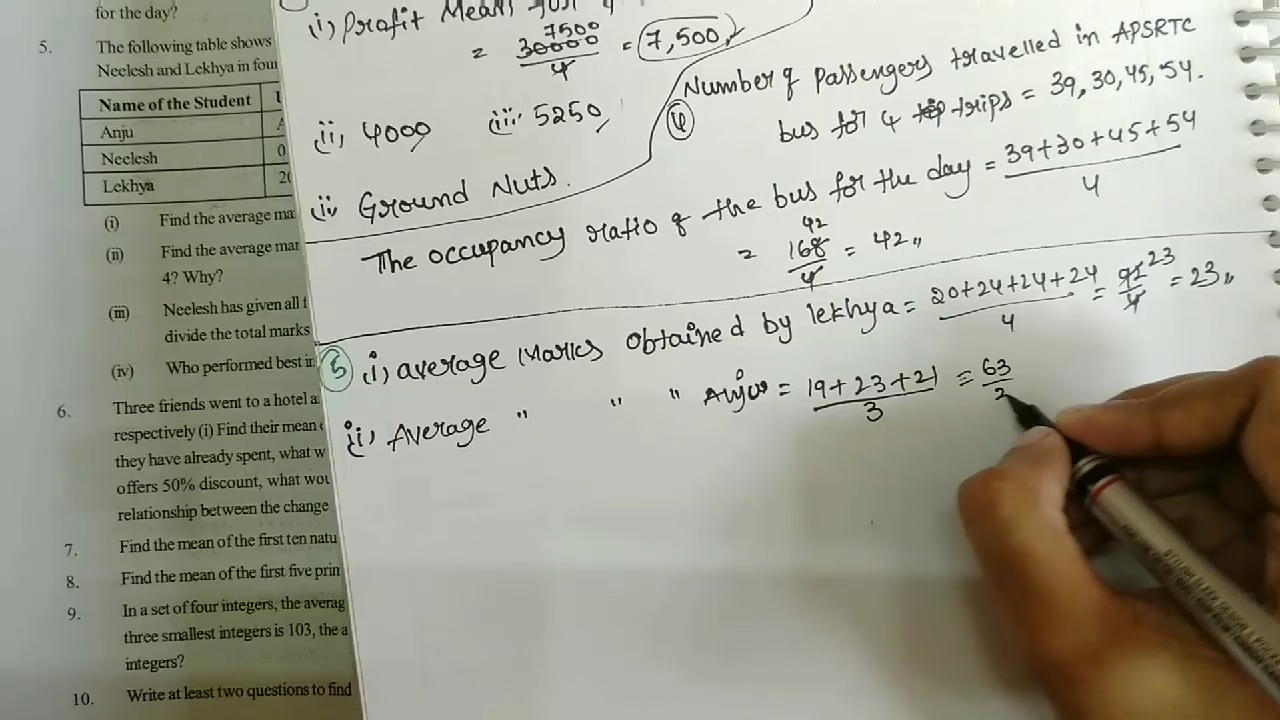 for the day?
5. The following table shows
Neelesh and Lekhya in four
Name of the Student
Anju A
Neelesh 0
Lekhya 20
(i) Find the average mar
(ii) Find the average mar
4? Why?
(iii) Neelesh has given all f
divide the total marks
(iv) Who performed best in
6. Three friends went to a hotel a
respectively (i) Find their mean
they have already spent, what w
offers 50% discount, what wou
relationship between the change
7. Find the mean of the first ten natu
8. Find the mean of the first five prin
9. In a set of four integers, the averag
three smallest integers is 103, the a
integers?
10. Write at least two questions to find
(i) Profit Means
= 30000/4 7500 = 7,500
(ii) 4000 (iii) 5250
(iv) Ground Nuts.
(4) Number of Passengers travelled in APSRTC
bus for 4 trips = 39, 30, 45, 54.
The occupancy ratio of the bus for the day = 39+30+45+54/4
= 168/4 42 = 42"
(5) (i) average Marks obtained by lekhya = 20+24+24+24/4 = 92/4 23 = 23"
(ii) Average " " " Anju = 19+23+21/3 = 63